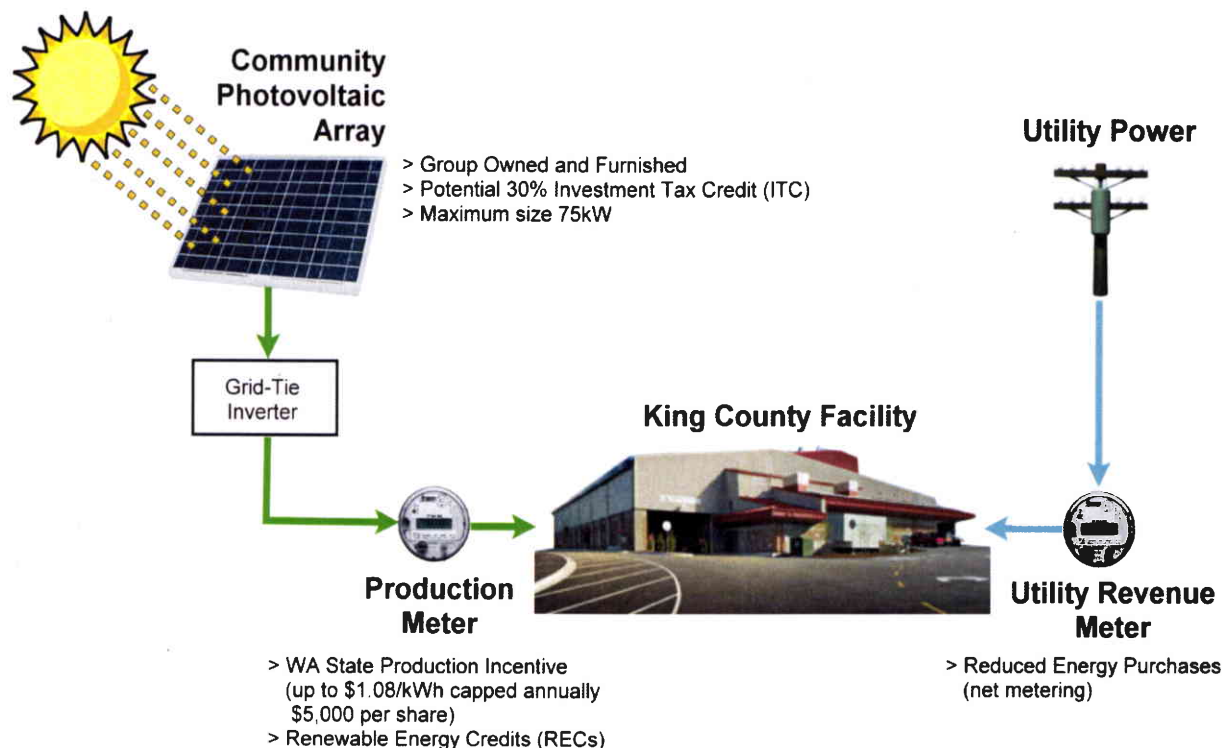 Community
Photovoltaic
Array
> Group Owned and Furnished
> Potential 30% Investment Tax Credit (ITC)
> Maximum size 75kW
Utility Power
Grid-Tie
Inverter
King County Facility
Production
Meter
> WA State Production Incentive
(up to $1.08/kWh capped annually
$5,000 per share)
> Renewable Energy Credits (RECs)
Utility Revenue
Meter
> Reduced Energy Purchases
(net metering)